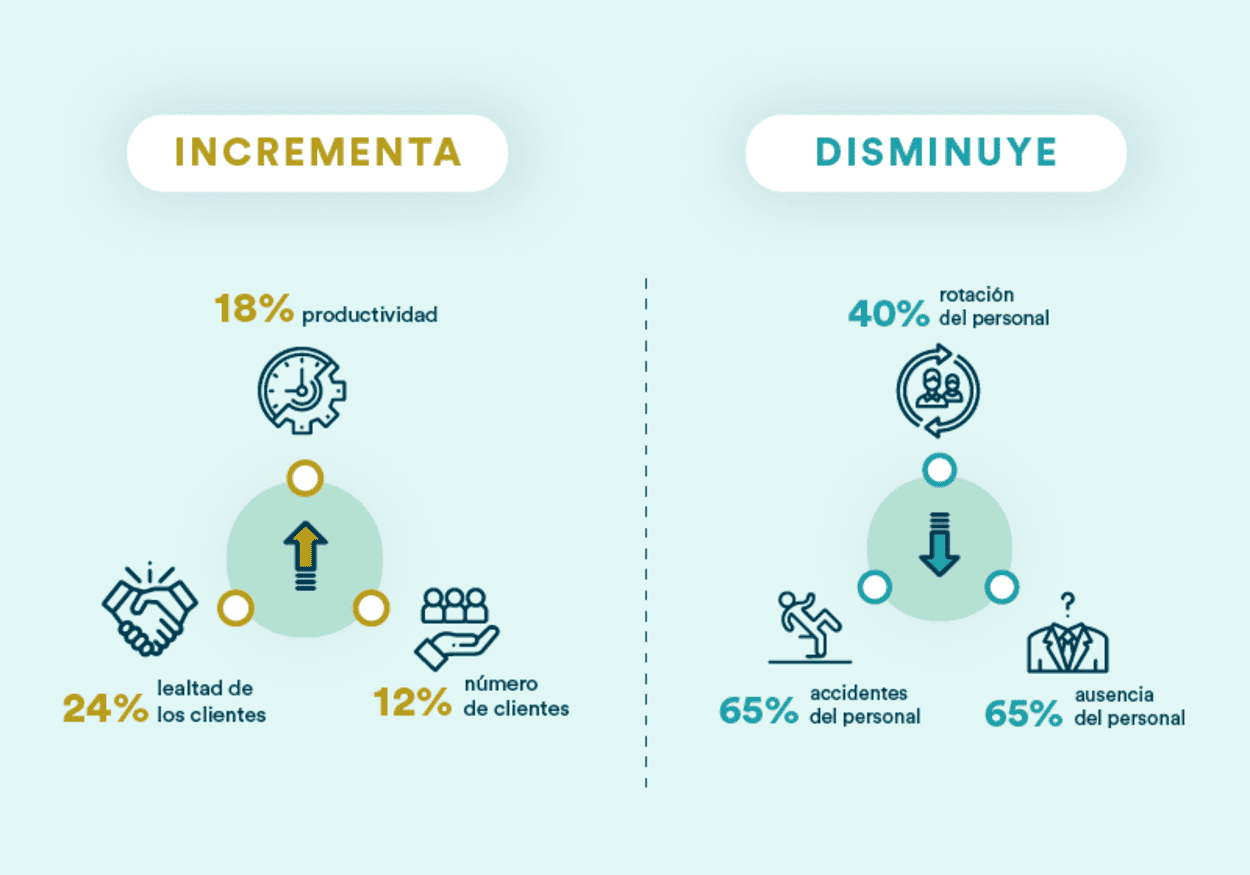 INCREMENTA
18% productividad
24% lealtad de
los clientes
12% número
de clientes
DISMINUYE
40% rotación
del personal
65% accidentes
del personal
?
65% ausencia
del personal